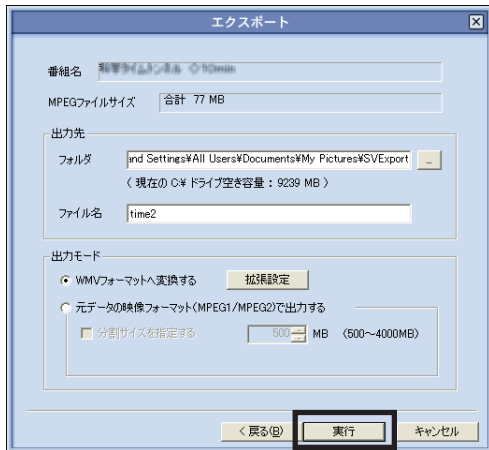 エクスポート
番組名
MPEGファイルサイズ 合計 77 MB
出力先
フォルダ and Settings¥All Users¥Documents¥My Pictures¥SVExport ..
( 現在の C:¥ ドライブ空き容量 : 9239 MB )
ファイル名 time2
出力モード
WMVフォーマットへ変換する 拡張設定
元データの映像フォーマット(MPEG1/MPEG2)で出力する
分割サイズを指定する 500 MB (500~4000MB)
< 戻る(B) 実行 キャンセル